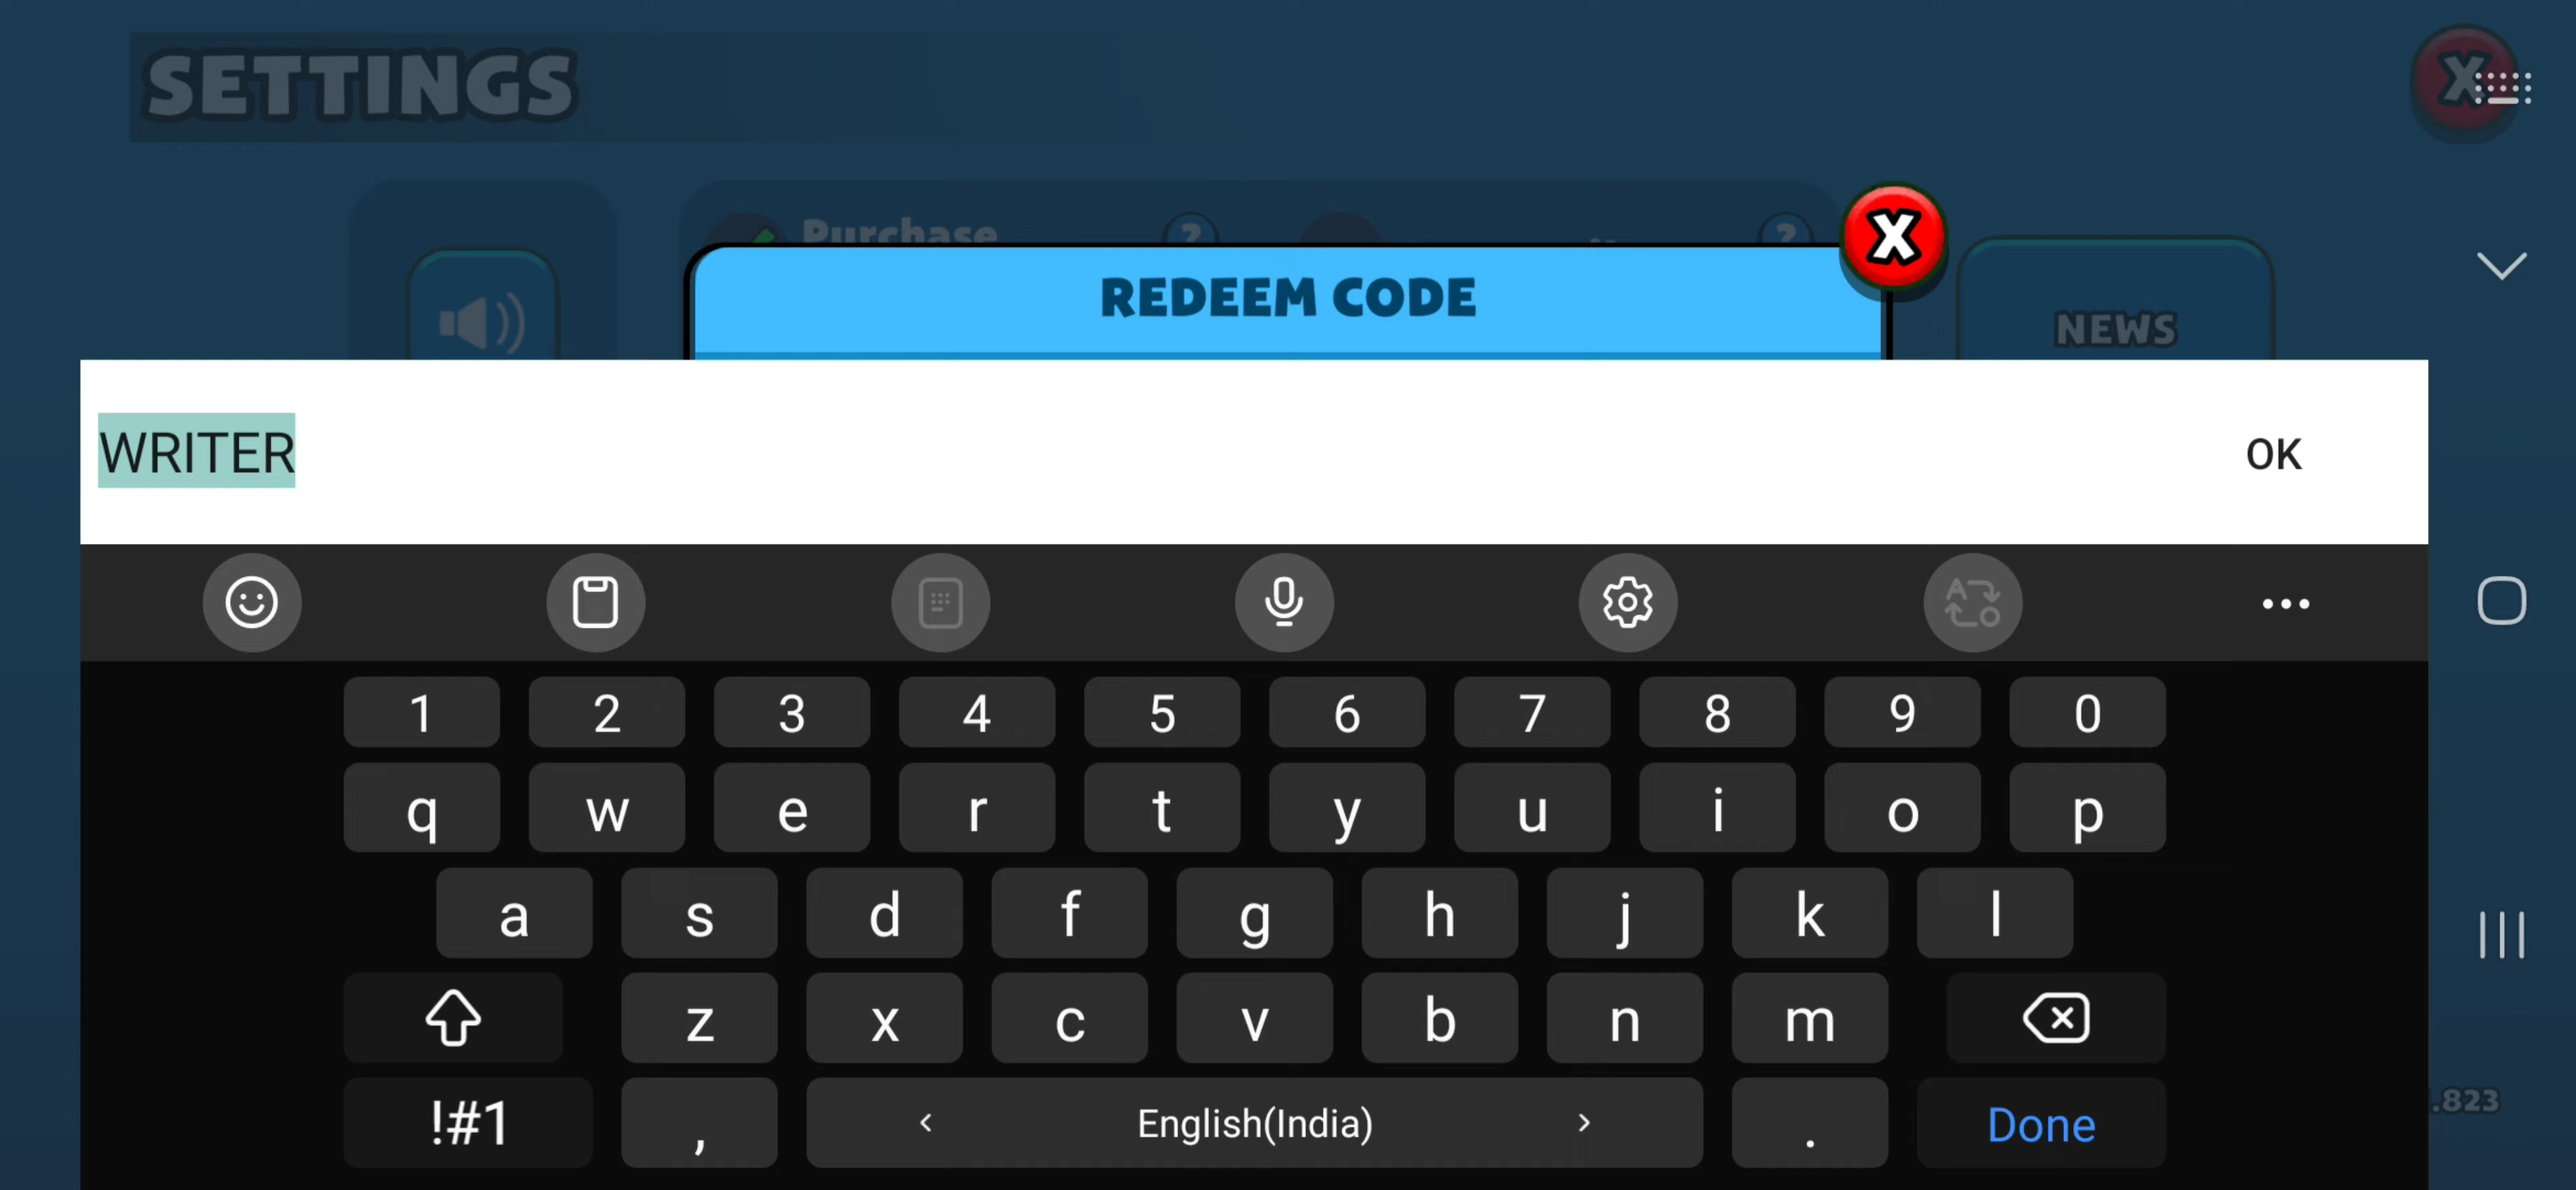 SETTINGS
X
Purchase
?
?
X
REDEEM CODE
NEWS
WRITER
OK
1 2 3 4 5 6 7 8 9 0
q w e r t y u i o p
a s d f g h j k l
z x c v b n m
!#1 , < English(India) > . Done
.823